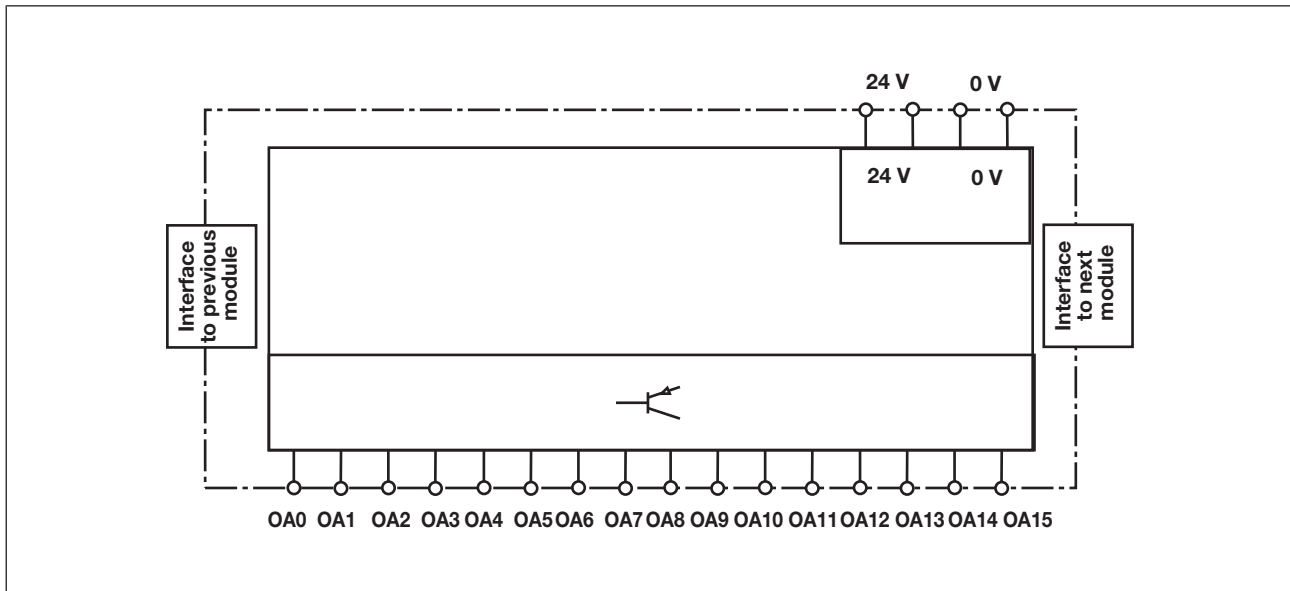 24 V 0 V
24 V 0 V
Interface
to previous
module
Interface
to next
module
OA0 OA1 OA2 OA3 OA4 OA5 OA6 OA7 OA8 OA9 OA10 OA11 OA12 OA13 OA14 OA15